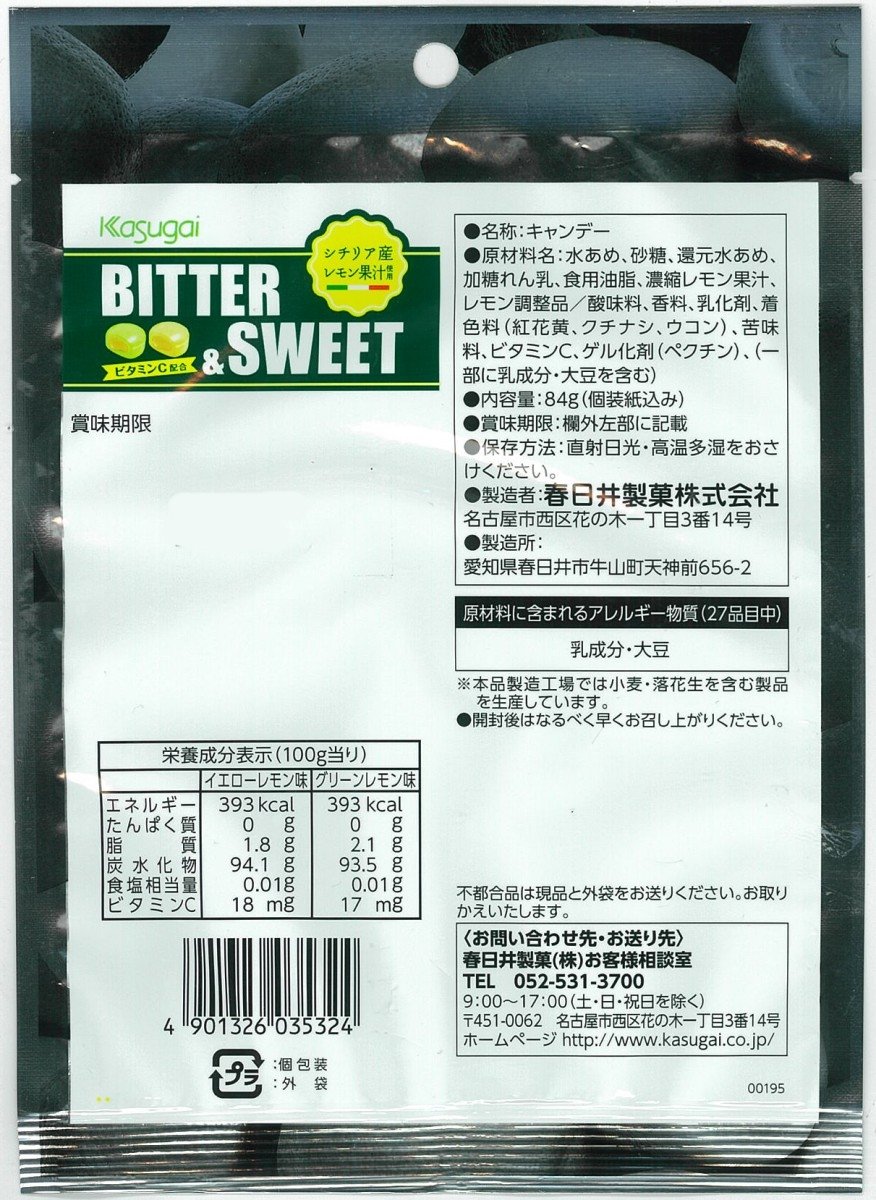 Kasugai
シチリア産
レモン果汁使用
BITTER
&SWEET
ビタミンC配合
賞味期限
●名称:キャンデー
●原材料名:水あめ、砂糖、還元水あめ、
加糖れん乳、食用油脂、濃縮レモン果汁、
レモン調整品/酸味料、香料、乳化剤、着
色料(紅花黄、クチナシ、ウコン)、苦味
料、ビタミンC、ゲル化剤(ペクチン)、(一
部に乳成分・大豆を含む)
●内容量:84g(個装紙込み)
●賞味期限:欄外左部に記載
●保存方法:直射日光・高温多湿をおさ
けください。
●製造者:春日井製菓株式会社
名古屋市西区花の木一丁目3番14号
●製造所:
愛知県春日井市牛山町天神前656-2
原材料に含まれるアレルギー物質(27品目中)
乳成分・大豆
※本品製造工場では小麦・落花生を含む製品
を生産しています。
●開封後はなるべく早くお召し上がりください。
栄養成分表示(100g当り)
イエローレモン味 グリーンレモン味
エネルギー 393kcal 393kcal
たんぱく質 0 g 0 g
脂質 1.8 g 2.1 g
炭水化物 94.1 g 93.5 g
食塩相当量 0.01g 0.01g
ビタミンC 18 mg 17 mg
4 901326 035324
プラ
:個包装
:外 袋
不都合品は現品と外袋をお送りください。お取り
かえいたします。
〈お問い合わせ先・お送り先〉
春日井製菓(株)お客様相談室
TEL 052-531-3700
9:00~17:00(土・日・祝日を除く)
〒451-0062 名古屋市西区花の木一丁目3番14号
ホームページ http://www.kasugai.co.jp/
00195